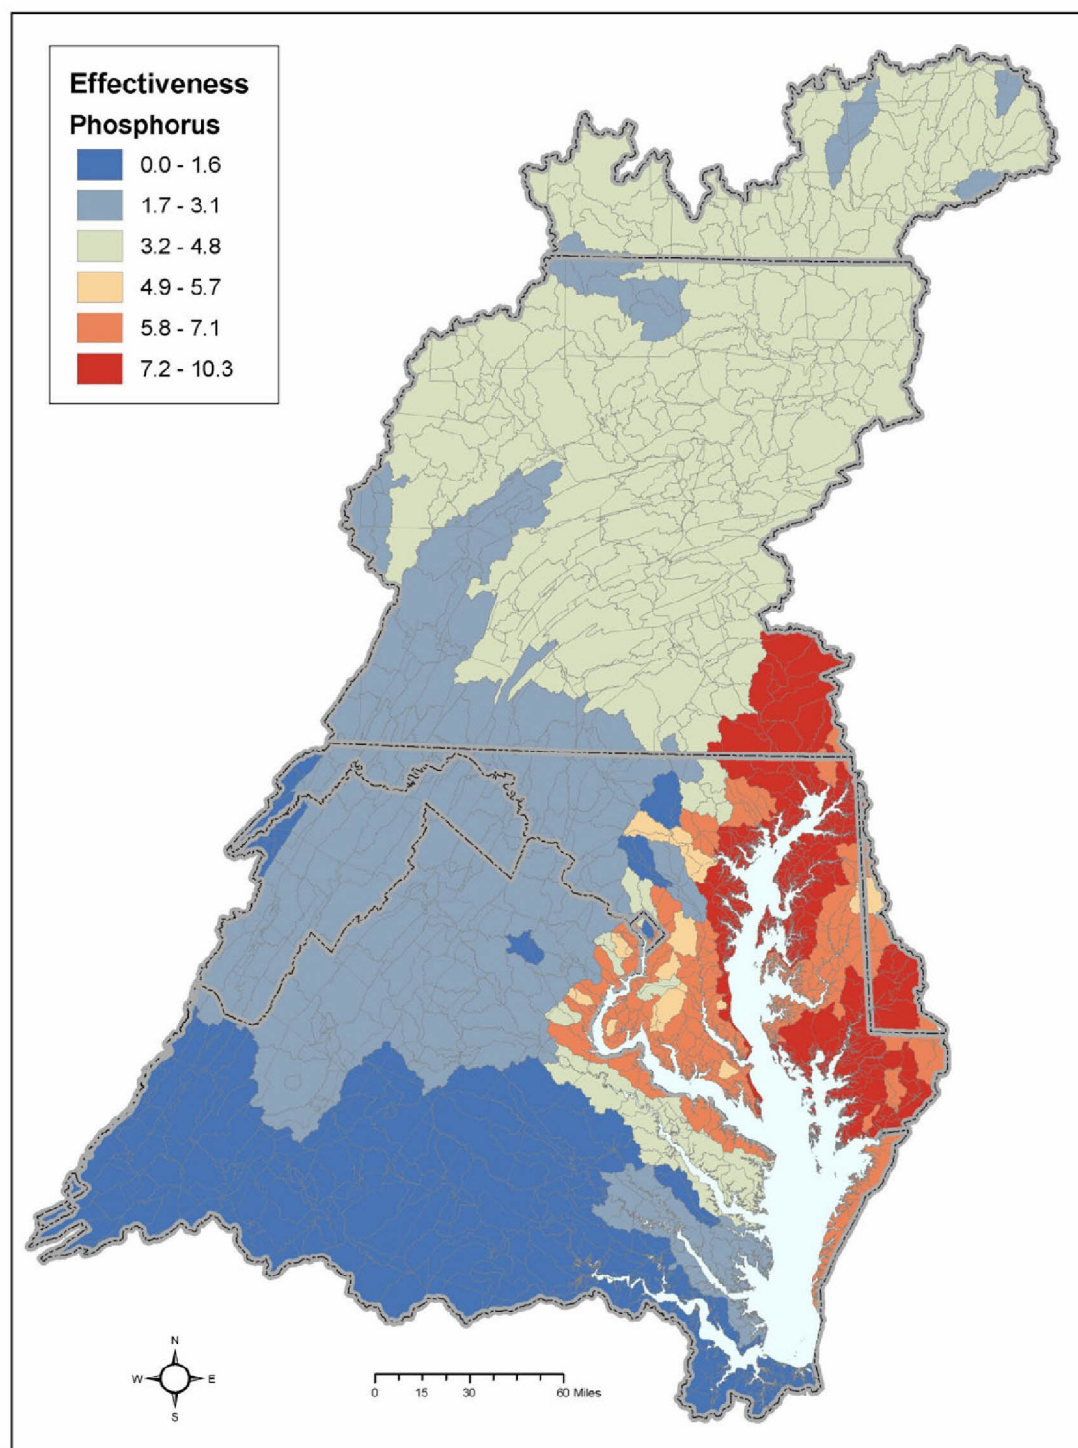 Effectiveness
Phosphorus
0.0 - 1.6
1.7 - 3.1
3.2 - 4.8
4.9 - 5.7
5.8 - 7.1
7.2 - 10.3
N
W E
S
0 15 30 60 Miles